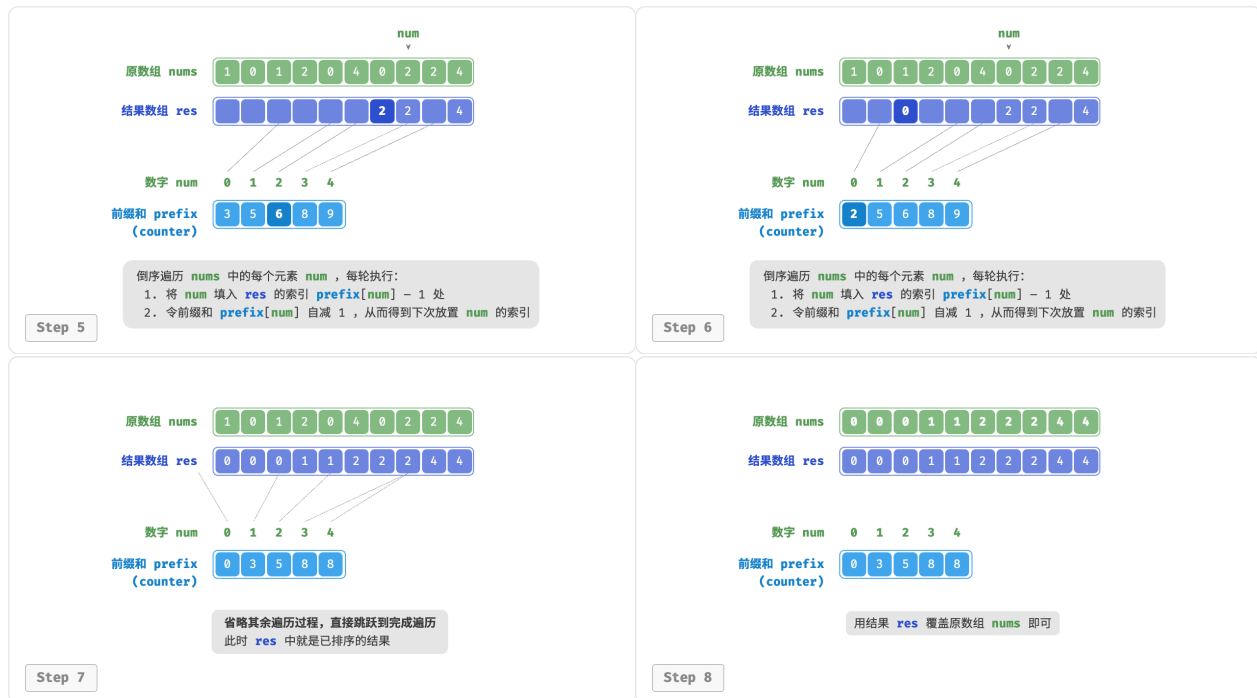 num
原数组 nums 1 0 1 2 0 4 0 2 2 4
结果数组 res 2 2 4
数字 num 0 1 2 3 4
前缀和 prefix 3 5 6 8 9
(counter)
倒序遍历 nums 中的每个元素 num ，每轮执行：
1. 将 num 填入 res 的索引 prefix[num] - 1 处
2. 令前缀和 prefix[num] 自减 1 ，从而得到下次放置 num 的索引
Step 5
num
原数组 nums 1 0 1 2 0 4 0 2 2 4
结果数组 res 0 2 2 4
数字 num 0 1 2 3 4
前缀和 prefix 2 5 6 8 9
(counter)
倒序遍历 nums 中的每个元素 num ，每轮执行：
1. 将 num 填入 res 的索引 prefix[num] - 1 处
2. 令前缀和 prefix[num] 自减 1 ，从而得到下次放置 num 的索引
Step 6
原数组 nums 1 0 1 2 0 4 0 2 2 4
结果数组 res 0 0 0 1 1 2 2 2 4 4
数字 num 0 1 2 3 4
前缀和 prefix 0 3 5 8 8
(counter)
省略其余遍历过程，直接跳跃到完成遍历
此时 res 中就是已排序的结果
Step 7
原数组 nums 0 0 0 1 1 2 2 2 4 4
结果数组 res 0 0 0 1 1 2 2 2 4 4
数字 num 0 1 2 3 4
前缀和 prefix 0 3 5 8 8
(counter)
用结果 res 覆盖原数组 nums 即可
Step 8